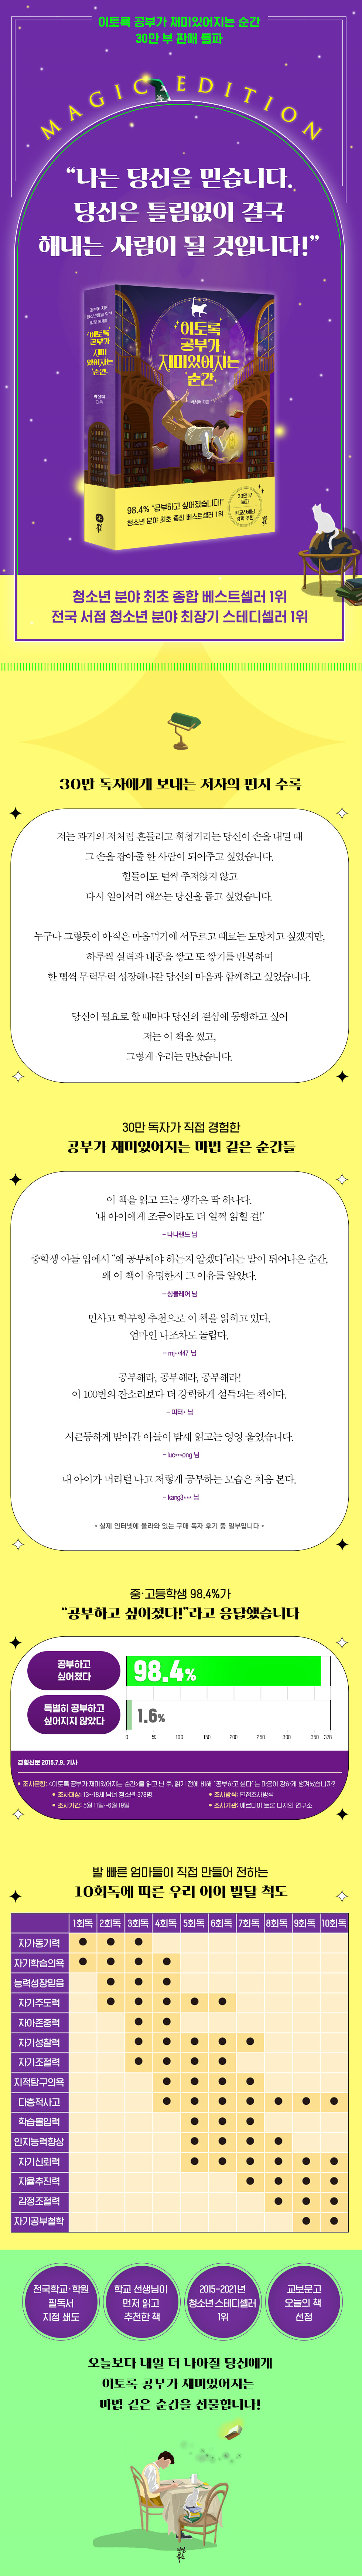 이토록 공부가 재미있어지는 순간
30만 부 판매 돌파
MAGIC EDITION
“나는 당신을 믿습니다.
당신은 틀림없이 결국
해내는 사람이 될 것입니다!”
이토록
공부가
재미
있어지는
순간
박성혁
지음
이토록
공부가
재미있어지는
순간
박성혁 지음
98.4% “공부하고 싶어졌습니다!”
청소년 분야 최초 종합 베스트셀러 1위
30만 부
돌파
학교 선생님
강력 추천
청소년 분야 최초 종합 베스트셀러 1위
전국 서점 청소년 분야 최장기 스테디셀러 1위
30만 독자에게 보내는 저자의 편지 수록
저는 과거의 저처럼 흔들리고 휘청거리는 당신이 손을 내밀 때
그 손을 잡아줄 한 사람이 되어주고 싶었습니다.
힘들어도 털썩 주저앉지 않고
다시 일어서려 애쓰는 당신을 돕고 싶었습니다.
누구나 그렇듯이 아직은 마음먹기에 서투르고 때로는 도망치고 싶겠지만,
하루씩 실력과 내공을 쌓고 또 쌓기를 반복하며
한 뼘씩 무럭무럭 성장해나갈 당신의 마음과 함께하고 싶었습니다.
당신이 필요로 할 때마다 당신의 결심에 동행하고 싶어
저는 이 책을 썼고,
그렇게 우리는 만났습니다.
30만 독자가 직접 경험한
공부가 재미있어지는 마법 같은 순간들
이 책을 읽고 드는 생각은 딱 하나다.
‘내 아이에게 조금이라도 더 일찍 읽힐 걸!’
- 나나랜드 님
중학생 아들 입에서 “왜 공부해야 하는지 알겠다”라는 말이 튀어나온 순간,
왜 이 책이 유명한지 그 이유를 알았다.
- 싱클레어 님
민사고 학부형 추천으로 이 책을 읽히고 있다.
엄마인 나조차도 놀랍다.
- mj**447 님
공부해라, 공부해라, 공부해라!
이 100번의 잔소리보다 더 강력하게 설득되는 책이다.
- 피터* 님
시큰둥하게 받아간 아들이 밤새 읽고는 엉엉 울었습니다.
- luc***ong 님
내 아이가 머리털 나고 저렇게 공부하는 모습은 처음 본다.
- kang3*** 님
* 실제 인터넷에 올라와 있는 구매 독자 후기 중 일부입니다 *
중·고등학생 98.4%가
“공부하고 싶어졌다!”라고 응답했습니다
공부하고
싶어졌다
98.4%
특별히 공부하고
싶어지지 않았다
1.6%
0 50 100 150 200 250 300 350 378
경향신문 2015.7.9. 기사
조사문항: <이토록 공부가 재미있어지는 순간>을 읽고 난 후, 읽기 전에 비해 “공부하고 싶다”는 마음이 강하게 생겨났습니까?
조사대상: 13~18세 남녀 청소년 378명
조사방식: 면접조사방식
조사기간: 5월 11일~6월 19일
조사기관: 에르디아 토론 디자인 연구소
발 빠른 엄마들이 직접 만들어 전하는
10회독에 따른 우리 아이 발달 척도
1회독 2회독 3회독 4회독 5회독 6회독 7회독 8회독 9회독 10회독
자가동기력
자기학습의욕
능력성장믿음
자기주도력
자아존중력
자기성찰력
자기조절력
지적탐구의욕
다층적사고
학습몰입력
인지능력향상
자기신뢰력
자율추진력
감정조절력
자기공부철학
전국학교·학원
필독서
지정 쇄도
학교 선생님이
먼저 읽고
추천한 책
2015-2021년
청소년 스테디셀러
1위
교보문고
오늘의 책
선정
오늘보다 내일 더 나아질 당신에게
이토록 공부가 재미있어지는
마법 같은 순간을 선물합니다!